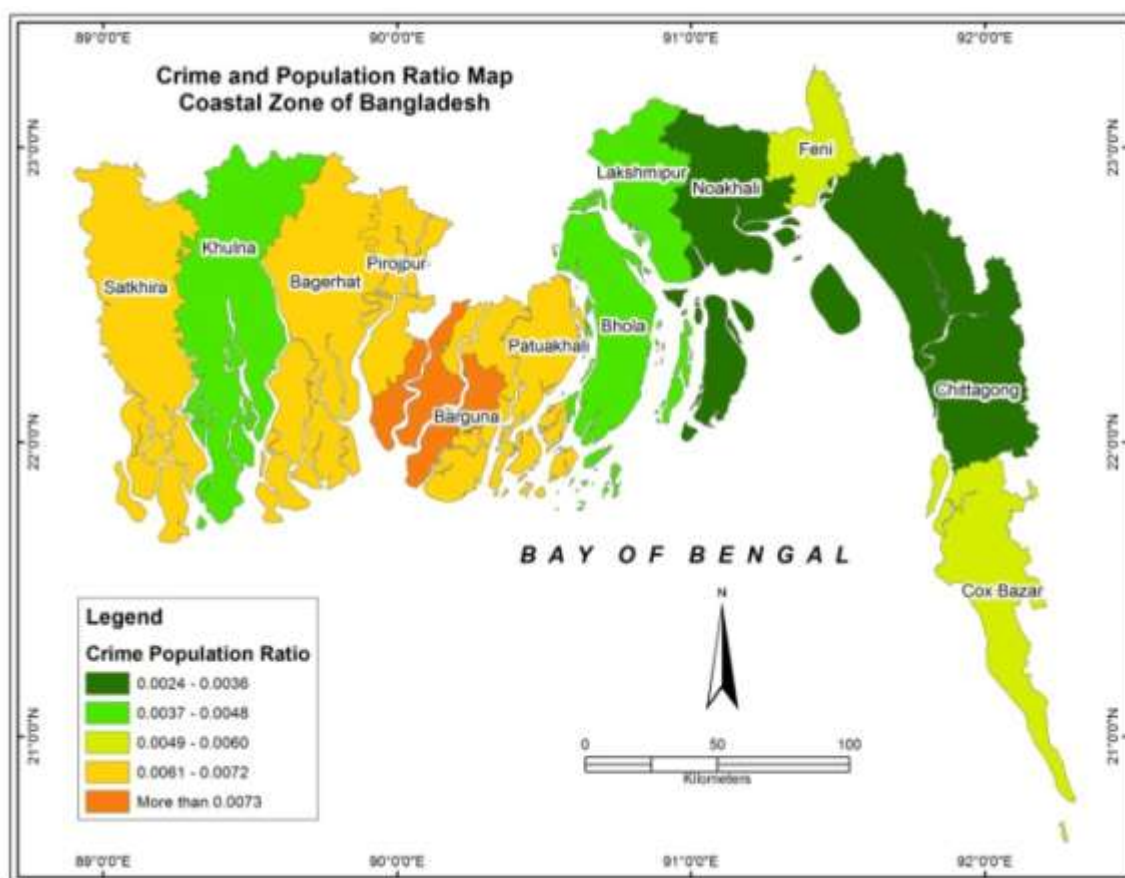 89°0'0"E 90°0'0"E 91°0'0"E 92°0'0"E
Crime and Population Ratio Map
Coastal Zone of Bangladesh
23°0'0"N
23°0'0"N
Feni
Lakshmipur
Noakhali
Khulna
Pirojpur
Satkhira
Bagerhat
Bhola
Patuakhali
Chittagong
Barguna
22°0'0"N
22°0'0"N
BAY OF BENGAL
N
Cox Bazar
Legend
Crime Population Ratio
0.0024 - 0.0036
0.0037 - 0.0048
0.0049 - 0.0060
0.0061 - 0.0072
More than 0.0073
21°0'0"N
21°0'0"N
0 50 100
Kilometers
89°0'0"E 90°0'0"E 91°0'0"E 92°0'0"E